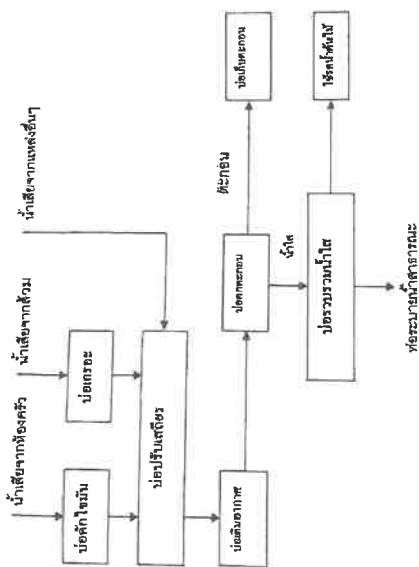 น้ำเสียจากห้องครัว
น้ำเสียจากส้วม
น้ำเสียจากแหล่งอื่นๆ
บ่อดักไขมัน
บ่อเกรอะ
บ่อปรับเสถียร
บ่อเติมอากาศ
บ่อตกตะกอน
ตะกอน
บ่อเก็บตะกอน
น้ำใส
บ่อรวบรวมน้ำใส
ใช้รดน้ำต้นไม้
ท่อระบายน้ำสาธารณะ